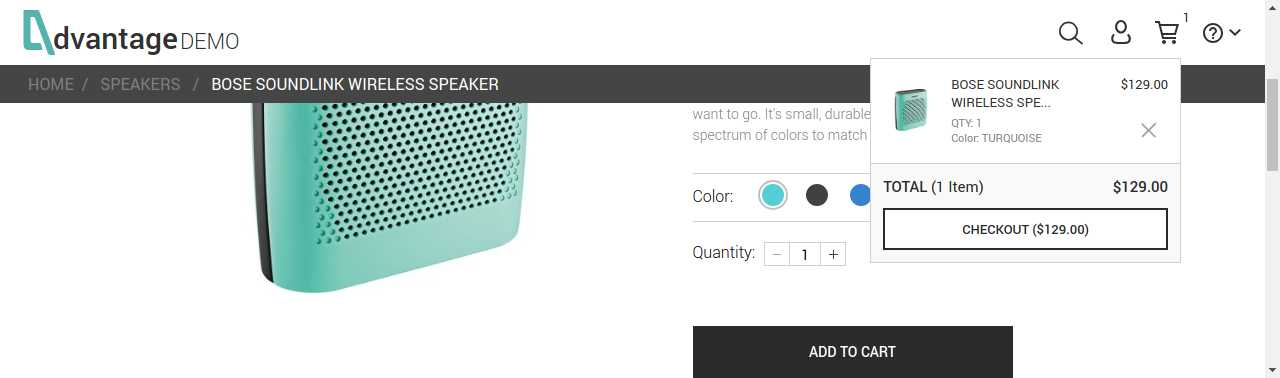 dvantage DEMO
1
HOME / SPEAKERS / BOSE SOUNDLINK WIRELESS SPEAKER
BOSE SOUNDLINK WIRELESS SPE... $129.00
QTY: 1
Color: TURQUOISE
TOTAL (1 Item) $129.00
CHECKOUT ($129.00)
want to go. It's small, durable
spectrum of colors to match
Color:
Quantity: − 1 +
ADD TO CART